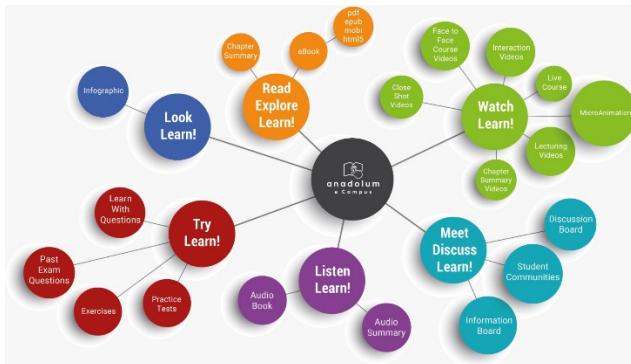 pdf
epub
mobi
html5
eBook
Chapter
Summary
Read
Explore
Learn!
Infographic
Look
Learn!
Face to
Face
Course
Videos
Interaction
Videos
Live
Course
Close
Shot
Videos
Watch
Learn!
MicroAnimation
Lecturing
Videos
Chapter
Summary
Videos
anadolum
e Campus
Learn
With
Questions
Try
Learn!
Past
Exam
Questions
Exercises
Practice
Tests
Listen
Learn!
Audio
Book
Audio
Summary
Meet
Discuss
Learn!
Discussion
Board
Student
Communities
Information
Board